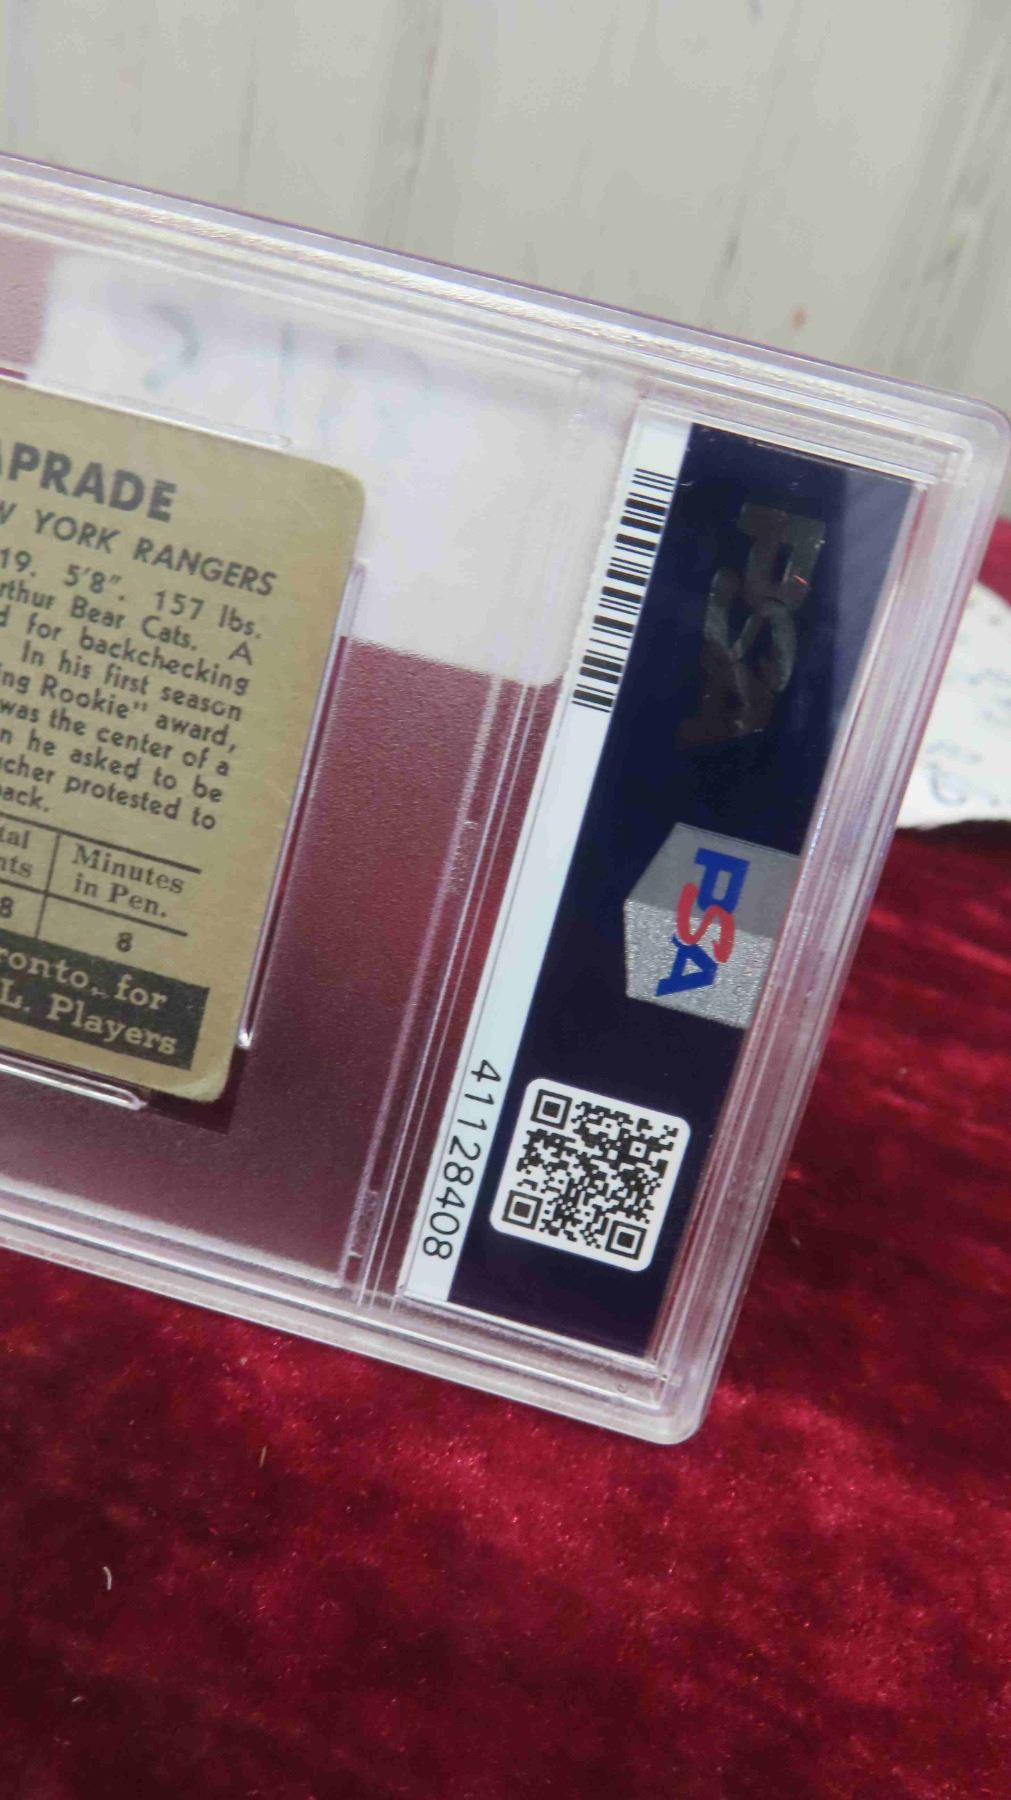 APRADE
W YORK RANGERS
19. 5'8". 157 lbs.
rthur Bear Cats. A
d for backchecking
In his first season
ng Rookie" award,
was the center of a
n he asked to be
cher protested to
ack.
tal Minutes
nts in Pen.
8 8
ronto, for
L. Players
41128408
PSA
PSA